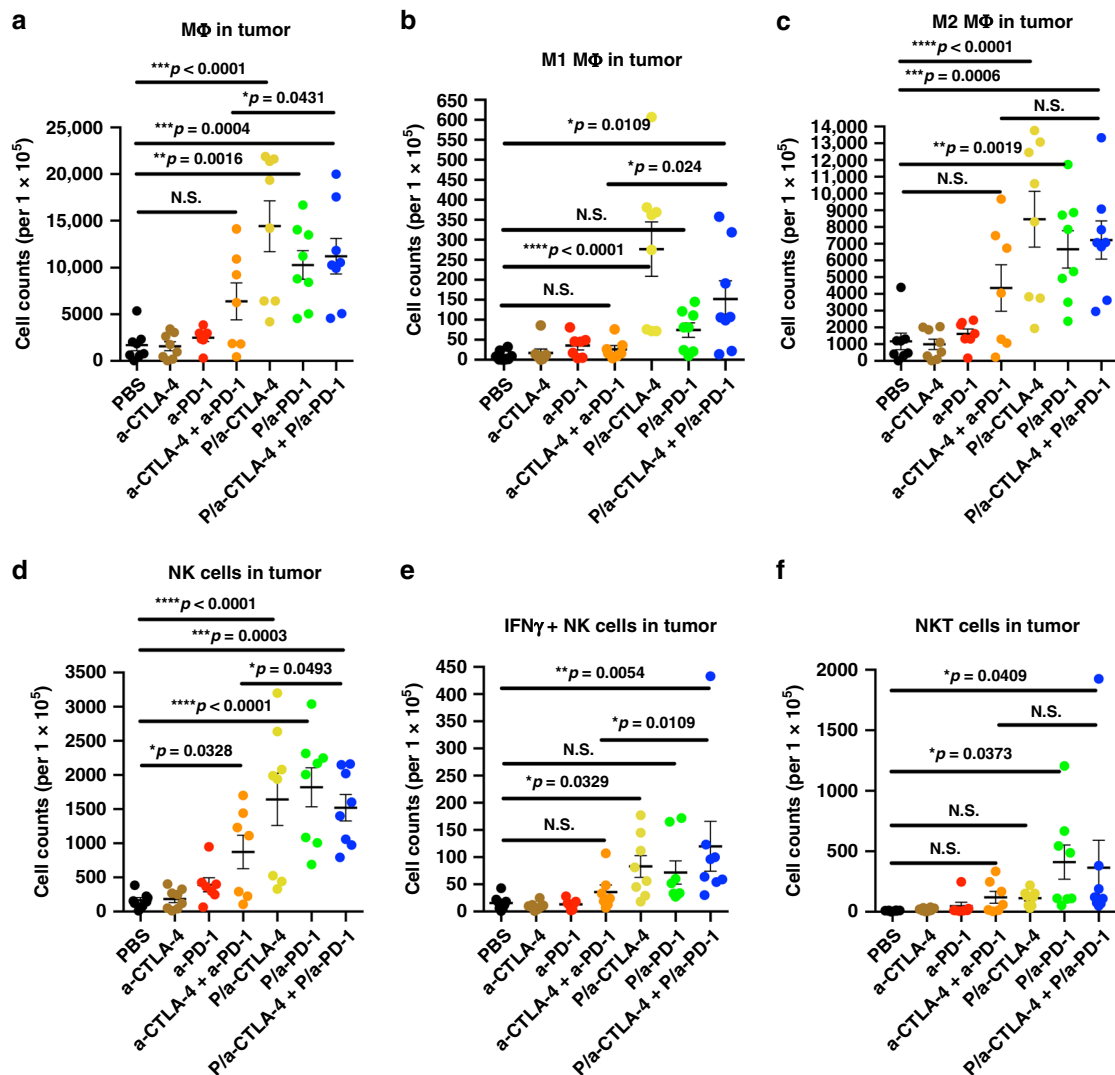 a
MΦ in tumor
***p < 0.0001
*p = 0.0431
***p = 0.0004
**p = 0.0016
N.S.
Cell counts (per 1 × 10⁵)
25,000
20,000
15,000
10,000
5000
0
PBS
a-CTLA-4
a-PD-1
a-CTLA-4 + a-PD-1
P/a-CTLA-4
P/a-PD-1
P/a-CTLA-4 + P/a-PD-1
b
M1 MΦ in tumor
*p = 0.0109
*p = 0.024
N.S.
****p < 0.0001
N.S.
Cell counts (per 1 × 10⁵)
650
600
550
500
450
400
350
300
250
200
150
100
50
0
PBS
a-CTLA-4
a-PD-1
a-CTLA-4 + a-PD-1
P/a-CTLA-4
P/a-PD-1
P/a-CTLA-4 + P/a-PD-1
c
M2 MΦ in tumor
****p < 0.0001
***p = 0.0006
N.S.
**p = 0.0019
N.S.
Cell counts (per 1 × 10⁵)
14,000
13,000
12,000
11,000
10,000
9000
8000
7000
6000
5000
4000
3000
2000
1000
0
PBS
a-CTLA-4
a-PD-1
a-CTLA-4 + a-PD-1
P/a-CTLA-4
P/a-PD-1
P/a-CTLA-4 + P/a-PD-1
d
NK cells in tumor
****p < 0.0001
***p = 0.0003
*p = 0.0493
****p < 0.0001
*p = 0.0328
Cell counts (per 1 × 10⁵)
3500
3000
2500
2000
1500
1000
500
0
PBS
a-CTLA-4
a-PD-1
a-CTLA-4 + a-PD-1
P/a-CTLA-4
P/a-PD-1
P/a-CTLA-4 + P/a-PD-1
e
IFNγ + NK cells in tumor
**p = 0.0054
*p = 0.0109
N.S.
*p = 0.0329
N.S.
Cell counts (per 1 × 10⁵)
450
400
350
300
250
200
150
100
50
0
PBS
a-CTLA-4
a-PD-1
a-CTLA-4 + a-PD-1
P/a-CTLA-4
P/a-PD-1
P/a-CTLA-4 + P/a-PD-1
f
NKT cells in tumor
*p = 0.0409
N.S.
*p = 0.0373
N.S.
N.S.
Cell counts (per 1 × 10⁵)
2000
1500
1000
500
0
PBS
a-CTLA-4
a-PD-1
a-CTLA-4 + a-PD-1
P/a-CTLA-4
P/a-PD-1
P/a-CTLA-4 + P/a-PD-1